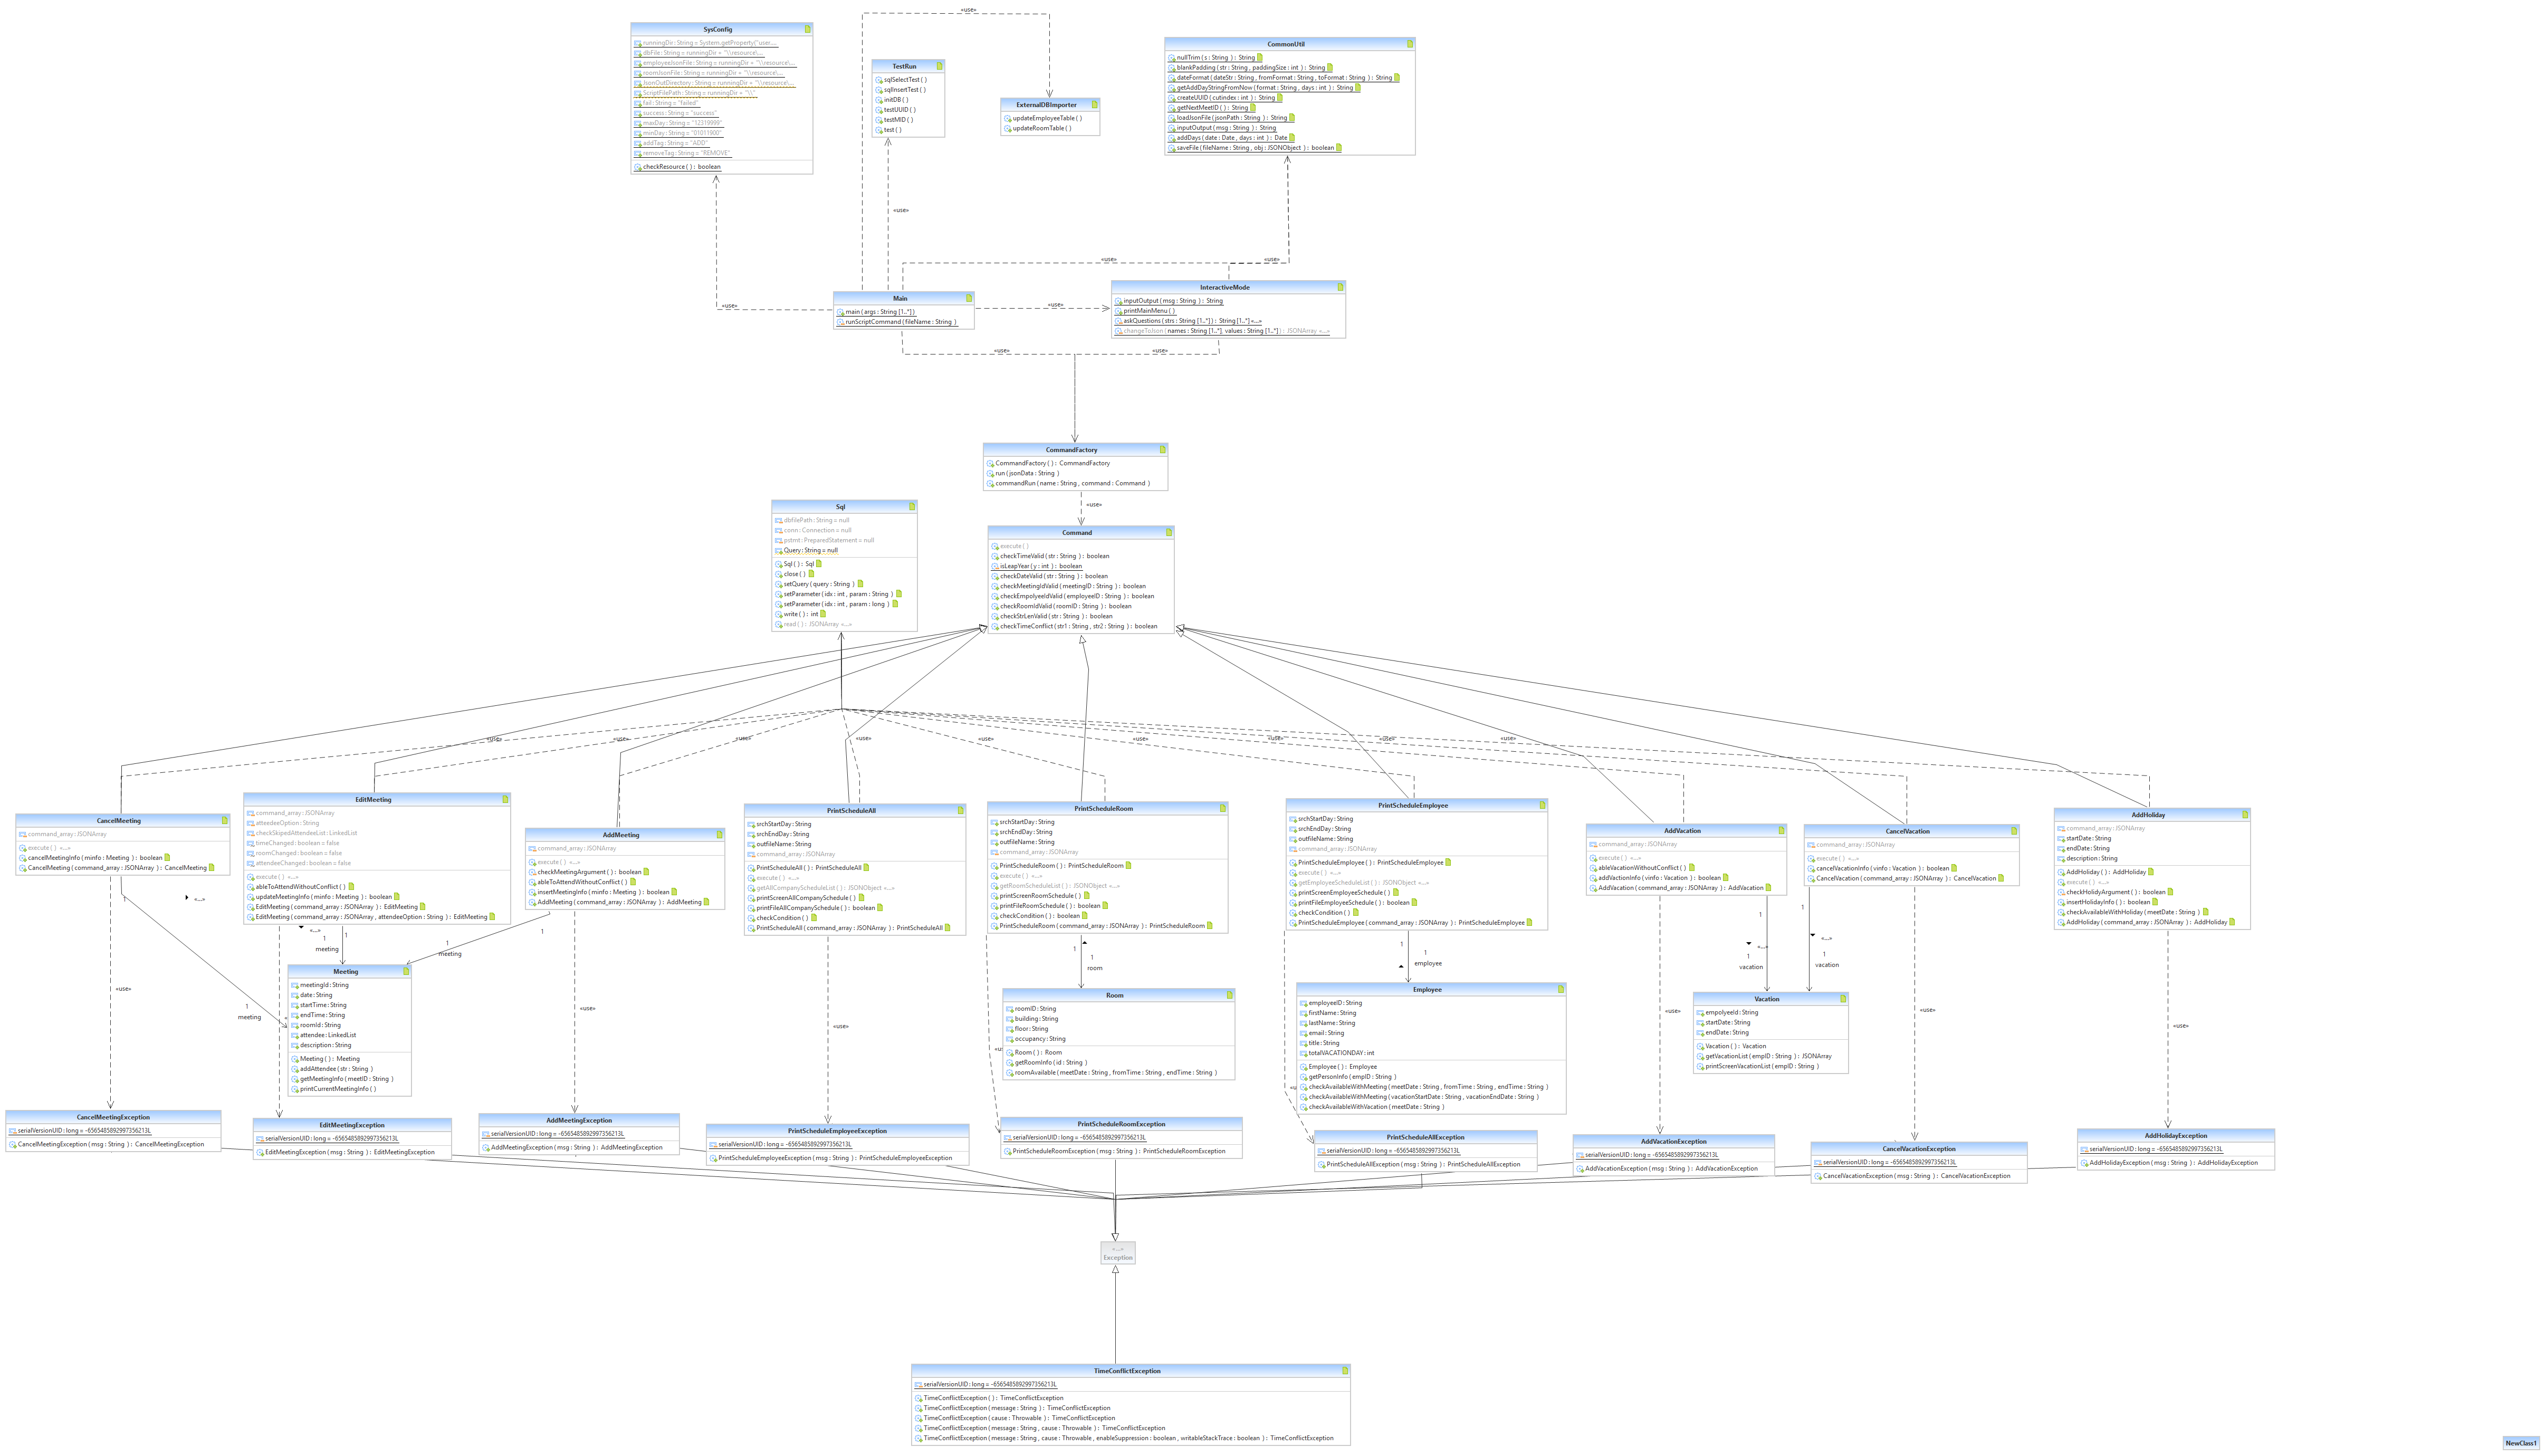 «use»
SysConfig
runningDir : String = System.getProperty("user....
dbFile : String = runningDir + "\\resource\...
employeeJsonFile : String = runningDir + "\\resource\...
roomJsonFile : String = runningDir + "\\resource\...
JsonOutDirectory : String = runningDir + "\\resource\...
ScriptFilePath : String = runningDir + "\\"
fail : String = "failed"
success : String = "success"
maxDay : String = "12319999"
minDay : String = "01011900"
addTag : String = "ADD"
removeTag : String = "REMOVE"
checkResource ( ) : boolean
TestRun
sqlSelectTest ( )
sqlInsertTest ( )
initDB ( )
testUUID ( )
testMID ( )
test ( )
ExternalDBImporter
updateEmployeeTable ( )
updateRoomTable ( )
CommonUtil
nullTrim ( s : String ) : String
blankPadding ( str : String , paddingSize : int ) : String
dateFormat ( dateStr : String , fromFormat : String , toFormat : String ) : String
getAddDayStringFromNow ( format : String , days : int ) : String
createUUID ( cutindex : int ) : String
getNextMeetID ( ) : String
loadJsonFile ( jsonPath : String ) : String
inputOutput ( msg : String ) : String
addDays ( date : Date , days : int ) : Date
saveFile ( fileName : String , obj : JSONObject ) : boolean
«use»
«use»
«use»
«use»
«use»
Main
main ( args : String [1..*] )
runScriptCommand ( fileName : String )
InteractiveMode
inputOutput ( msg : String ) : String
printMainMenu ( )
askQuestions ( strs : String [1..*] ) : String [1..*] «...»
changeToJson ( names : String [1..*] , values : String [1..*] ) : JSONArray «...»
«use»
«use»
CommandFactory
CommandFactory ( ) : CommandFactory
run ( jsonData : String )
commandRun ( name : String , command : Command )
«use»
Sql
dbfilePath : String = null
conn : Connection = null
pstmt : PreparedStatement = null
Query : String = null
Sql ( ) : Sql
close ( )
setQuery ( query : String )
setParameter ( idx : int , param : String )
setParameter ( idx : int , param : long )
write ( ) : int
read ( ) : JSONArray «...»
Command
execute ( )
checkTimeValid ( str : String ) : boolean
isLeapYear ( y : int ) : boolean
checkDateValid ( str : String ) : boolean
checkMeetingIdValid ( meetingID : String ) : boolean
checkEmpolyeeIdValid ( employeeID : String ) : boolean
checkRoomIdValid ( roomID : String ) : boolean
checkStrLenValid ( str : String ) : boolean
checkTimeConflict ( str1 : String , str2 : String ) : boolean
«use»
«use»
«use»
«use»
«use»
«use»
«use»
«use»
«use»
CancelMeeting
command_array : JSONArray
execute ( ) «...»
cancelMeetingInfo ( minfo : Meeting ) : boolean
CancelMeeting ( command_array : JSONArray ) : CancelMeeting
EditMeeting
command_array : JSONArray
atteedeeOption : String
checkSkipedAttendeeList : LinkedList
timeChanged : boolean = false
roomChanged : boolean = false
attendeeChanged : boolean = false
execute ( ) «...»
ableToAttendWithoutConflict ( )
updateMeetingInfo ( minfo : Meeting ) : boolean
EditMeeting ( command_array : JSONArray ) : EditMeeting
EditMeeting ( command_array : JSONArray , attendeeOption : String ) : EditMeeting
AddMeeting
command_array : JSONArray
execute ( ) «...»
checkMeetingArgument ( ) : boolean
ableToAttendWithoutConflict ( )
insertMeetingInfo ( minfo : Meeting ) : boolean
AddMeeting ( command_array : JSONArray ) : AddMeeting
PrintScheduleAll
srchStartDay : String
srchEndDay : String
outfileName : String
command_array : JSONArray
PrintScheduleAll ( ) : PrintScheduleAll
execute ( ) «...»
getAllCompanyScheduleList ( ) : JSONObject «...»
printScreenAllCompanySchedule ( )
printFileAllCompanySchedule ( ) : boolean
checkCondition ( )
PrintScheduleAll ( command_array : JSONArray ) : PrintScheduleAll
PrintScheduleRoom
srchStartDay : String
srchEndDay : String
outfileName : String
command_array : JSONArray
PrintScheduleRoom ( ) : PrintScheduleRoom
execute ( ) «...»
getRoomScheduleList ( ) : JSONObject «...»
printScreenRoomSchedule ( )
printFileRoomSchedule ( ) : boolean
checkCondition ( ) : boolean
PrintScheduleRoom ( command_array : JSONArray ) : PrintScheduleRoom
PrintScheduleEmployee
srchStartDay : String
srchEndDay : String
outfileName : String
command_array : JSONArray
PrintScheduleEmployee ( ) : PrintScheduleEmployee
execute ( ) «...»
getEmployeeScheduleList ( ) : JSONObject «...»
printScreenEmployeeSchedule ( )
printFileEmployeeSchedule ( ) : boolean
checkCondition ( )
PrintScheduleEmployee ( command_array : JSONArray ) : PrintScheduleEmployee
AddVacation
command_array : JSONArray
execute ( ) «...»
ableVacationWithoutConflict ( )
addVactionInfo ( vinfo : Vacation ) : boolean
AddVacation ( command_array : JSONArray ) : AddVacation
CancelVacation
command_array : JSONArray
execute ( ) «...»
cancelVacationInfo ( vinfo : Vacation ) : boolean
CancelVacation ( command_array : JSONArray ) : CancelVacation
AddHoliday
command_array : JSONArray
startDate : String
endDate : String
description : String
AddHoliday ( ) : AddHoliday
execute ( ) «...»
checkHolidyArgument ( ) : boolean
insertHolidayInfo ( ) : boolean
checkAvailableWithHoliday ( meetDate : String )
AddHoliday ( command_array : JSONArray ) : AddHoliday
1
«...»
«...»
1
1
meeting
1
1
meeting
1
meeting
1
1
room
1
1
employee
1
«...»
1
vacation
1
«...»
1
vacation
Meeting
meetingId : String
date : String
startTime : String
endTime : String
roomId : String
attendee : LinkedList
description : String
Meeting ( ) : Meeting
addAttendee ( str : String )
getMeetingInfo ( meetID : String )
printCurrentMeetingInfo ( )
Room
roomID : String
building : String
floor : String
occupancy : String
Room ( ) : Room
getRoomInfo ( id : String )
roomAvailable ( meetDate : String , fromTime : String , endTime : String )
Employee
employeeID : String
firstName : String
lastName : String
email : String
title : String
totalVACATIONDAY : int
Employee ( ) : Employee
getPersonInfo ( empID : String )
checkAvailableWithMeeting ( meetDate : String , fromTime : String , endTime : String )
checkAvailableWithMeeting ( vacationStartDate : String , vacationEndDate : String )
checkAvailableWithVacation ( meetDate : String )
Vacation
empolyeeId : String
startDate : String
endDate : String
Vacation ( ) : Vacation
getVacationList ( empID : String ) : JSONArray
printScreenVacationList ( empID : String )
«use»
«use»
«use»
«use»
«use»
«use»
CancelMeetingException
serialVersionUID : long = -6565485892997356213L
CancelMeetingException ( msg : String ) : CancelMeetingException
EditMeetingException
serialVersionUID : long = -6565485892997356213L
EditMeetingException ( msg : String ) : EditMeetingException
AddMeetingException
serialVersionUID : long = -6565485892997356213L
AddMeetingException ( msg : String ) : AddMeetingException
PrintScheduleEmployeeException
serialVersionUID : long = -6565485892997356213L
PrintScheduleEmployeeException ( msg : String ) : PrintScheduleEmployeeException
PrintScheduleRoomException
serialVersionUID : long = -6565485892997356213L
PrintScheduleRoomException ( msg : String ) : PrintScheduleRoomException
PrintScheduleAllException
serialVersionUID : long = -6565485892997356213L
PrintScheduleAllException ( msg : String ) : PrintScheduleAllException
AddVacationException
serialVersionUID : long = -6565485892997356213L
AddVacationException ( msg : String ) : AddVacationException
CancelVacationException
serialVersionUID : long = -6565485892997356213L
CancelVacationException ( msg : String ) : CancelVacationException
AddHolidayException
serialVersionUID : long = -6565485892997356213L
AddHolidayException ( msg : String ) : AddHolidayException
«...»
Exception
TimeConflictException
serialVersionUID : long = -6565485892997356213L
TimeConflictException ( ) : TimeConflictException
TimeConflictException ( message : String ) : TimeConflictException
TimeConflictException ( cause : Throwable ) : TimeConflictException
TimeConflictException ( message : String , cause : Throwable ) : TimeConflictException
TimeConflictException ( message : String , cause : Throwable , enableSuppression : boolean , writableStackTrace : boolean ) : TimeConflictException
NewClass1